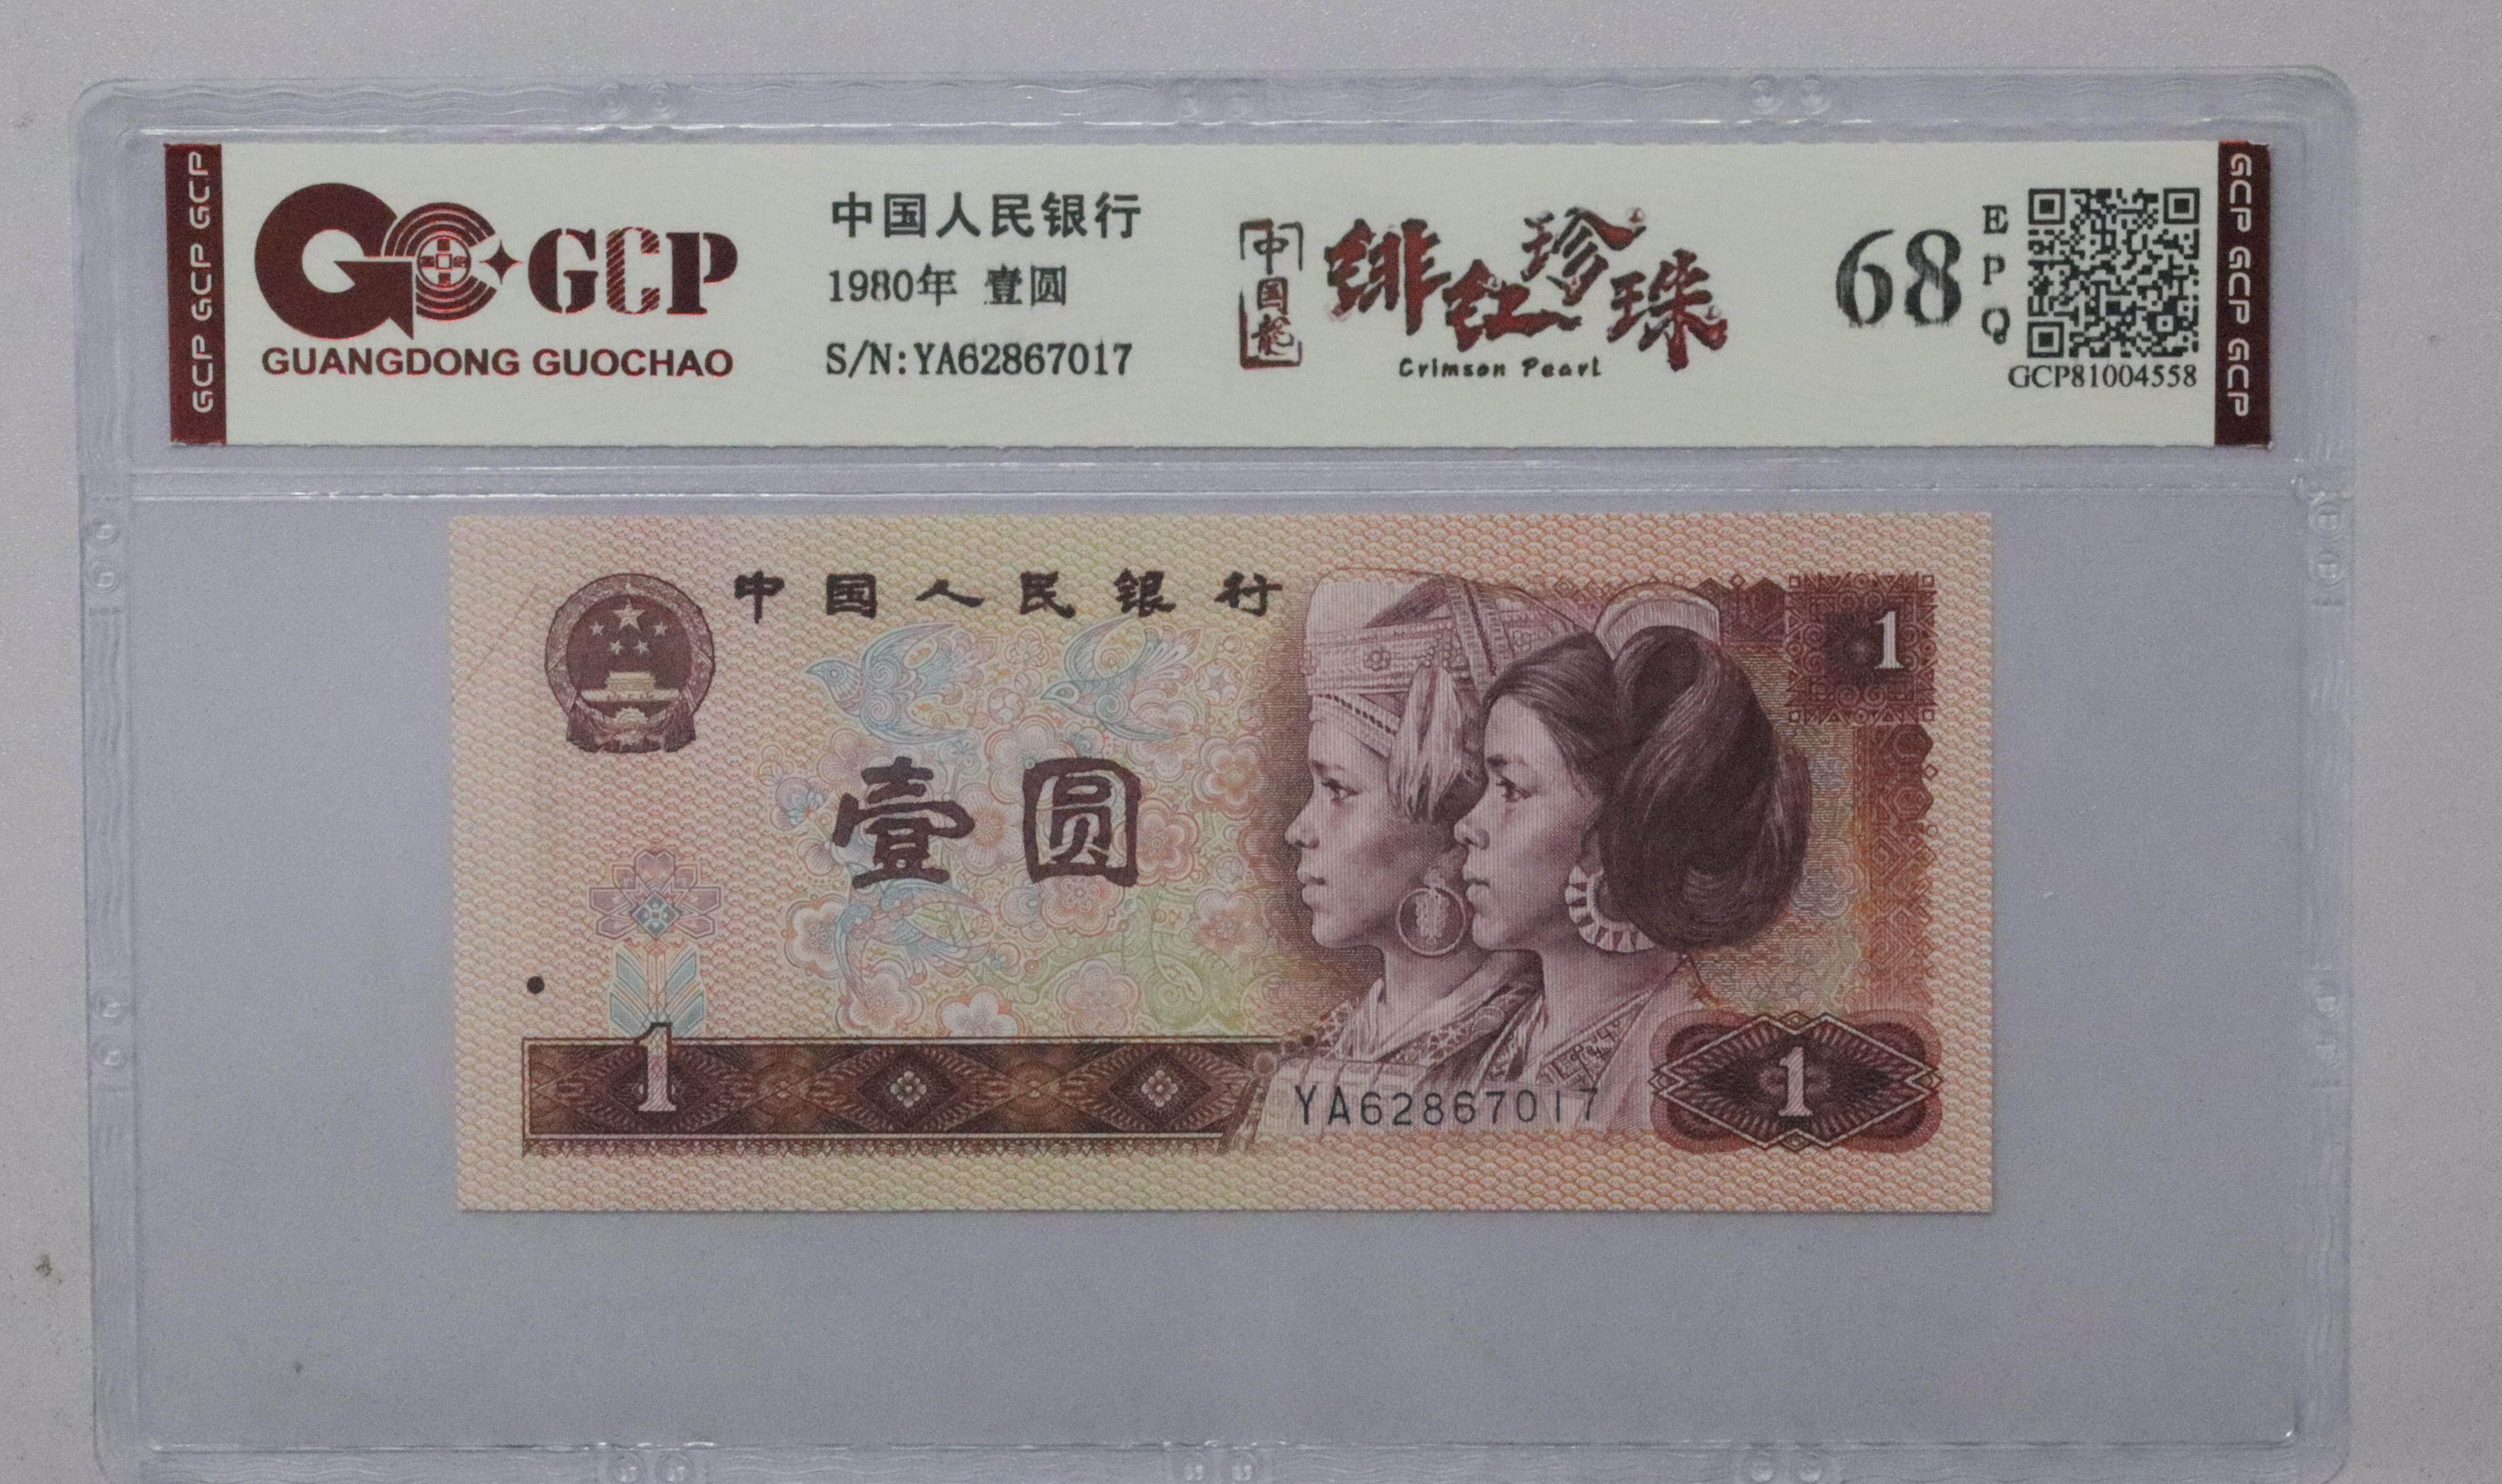 GCP GCP GCP
GCP
GUANGDONG GUOCHAO
中国人民银行
1980年 壹圆
S/N:YA62867017
中国龍
绯红珍珠
Crimson Pearl
68
EPQ
GCP81004558
GCP GCP GCP
中国人民银行
1
壹圆
1
YA62867017
1